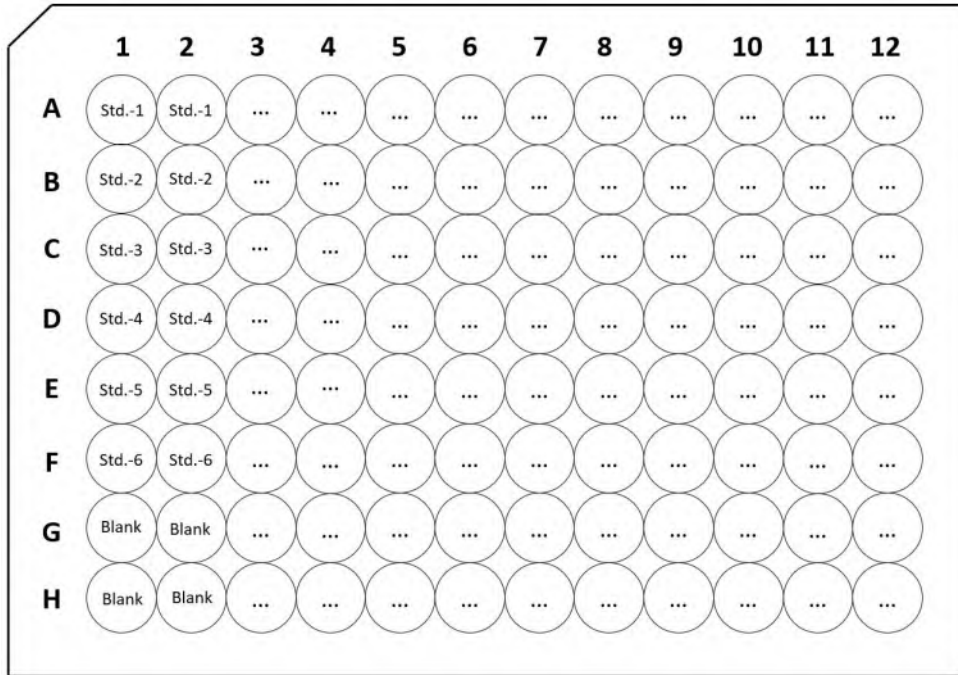 1 2 3 4 5 6 7 8 9 10 11 12
A Std.-1 Std.-1 ... ... ... ... ... ... ... ... ... ...
B Std.-2 Std.-2 ... ... ... ... ... ... ... ... ... ...
C Std.-3 Std.-3 ... ... ... ... ... ... ... ... ... ...
D Std.-4 Std.-4 ... ... ... ... ... ... ... ... ... ...
E Std.-5 Std.-5 ... ... ... ... ... ... ... ... ... ...
F Std.-6 Std.-6 ... ... ... ... ... ... ... ... ... ...
G Blank Blank ... ... ... ... ... ... ... ... ... ...
H Blank Blank ... ... ... ... ... ... ... ... ... ...